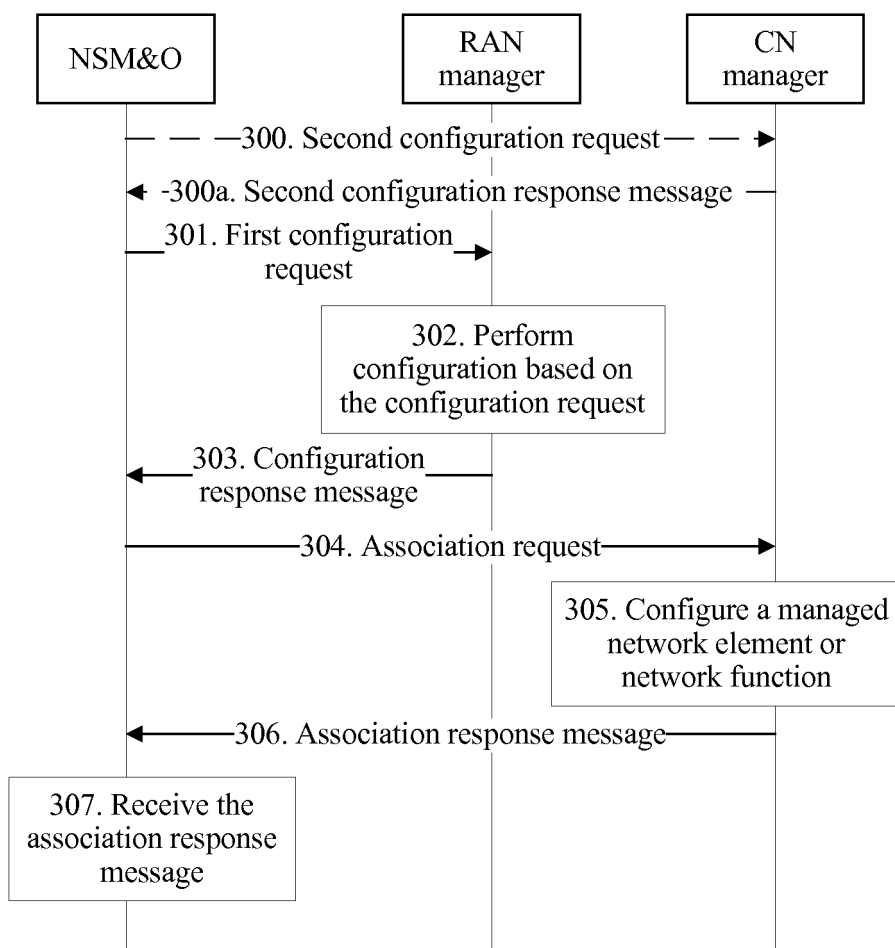 NSM&O
RAN
manager
CN
manager
300. Second configuration request
300a. Second configuration response message
301. First configuration
request
302. Perform
configuration based on
the configuration request
303. Configuration
response message
304. Association request
305. Configure a managed
network element or
network function
306. Association response message
307. Receive the
association response
message